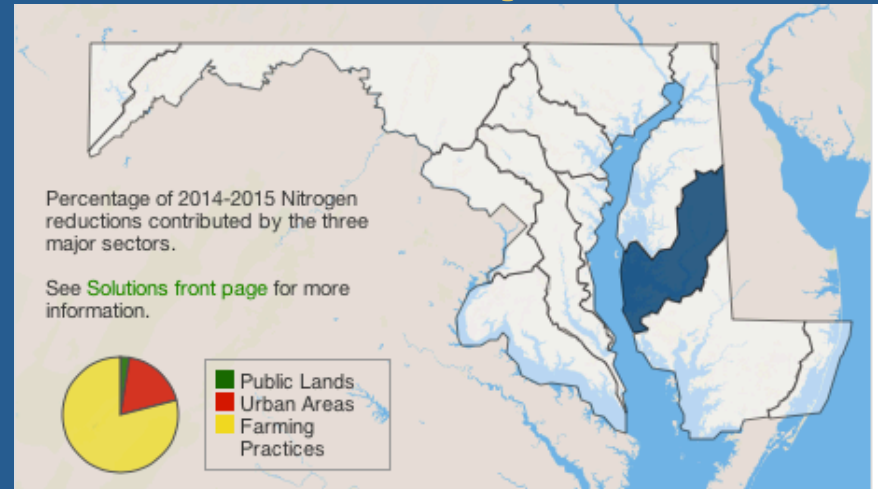 Percentage of 2014-2015 Nitrogen
reductions contributed by the three
major sectors.
See Solutions front page for more
information.
Public Lands
Urban Areas
Farming
Practices